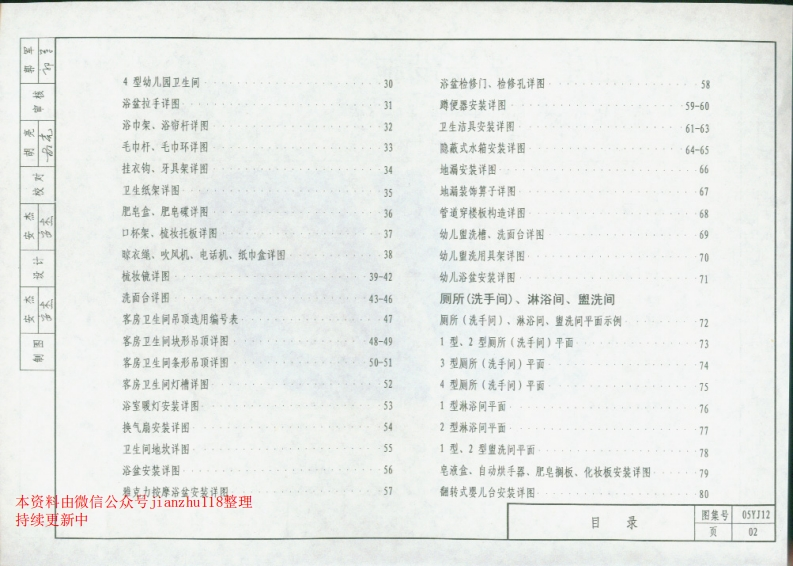 4 型幼儿园卫生间 30
浴盆拉手详图 31
浴巾架、浴帘杆详图 32
毛巾杆、毛巾环详图 33
挂衣钩、牙具架详图 34
卫生纸架详图 35
肥皂盒、肥皂碟详图 36
口杯架、梳妆托板详图 37
晾衣绳、吹风机、电话机、纸巾盒详图 38
梳妆镜详图 39-42
洗面台详图 43-46
客房卫生间吊顶选用编号表 47
客房卫生间块形吊顶详图 48-49
客房卫生间条形吊顶详图 50-51
客房卫生间灯槽详图 52
浴室暖灯安装详图 53
换气扇安装详图 54
卫生间地坎详图 55
浴盆安装详图 56
雅克力按摩浴盆安装详图 57
浴盆检修门、检修孔详图 58
蹲便器安装详图 59-60
卫生洁具安装详图 61-63
隐蔽式水箱安装详图 64-65
地漏安装详图 66
地漏装饰箅子详图 67
管道穿楼板构造详图 68
幼儿盥洗槽、洗面台详图 69
幼儿盥洗用具架详图 70
幼儿浴盆安装详图 71
厕所(洗手间)、淋浴间、盥洗间
厕所(洗手间)、淋浴间、盥洗间平面示例 72
1 型、2 型厕所(洗手间)平面 73
3 型厕所(洗手间)平面 74
4 型厕所(洗手间)平面 75
1 型淋浴间平面 76
2 型淋浴间平面 77
1 型、2 型盥洗间平面 78
皂液盒、自动烘手器、肥皂搁板、化妆板安装详图 79
翻转式婴儿台安装详图 80
目 录
图集号 05YJ12
页 02
审核 郭军
校对 胡亮
设计 安杰
制图 安杰
本资料由微信公众号jianzhu118整理
持续更新中